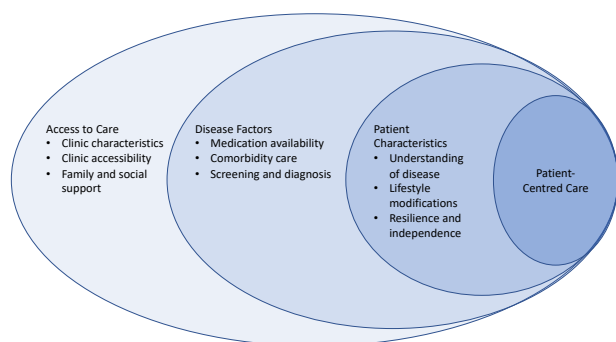 Access to Care
• Clinic characteristics
• Clinic accessibility
• Family and social
support
Disease Factors
• Medication availability
• Comorbidity care
• Screening and diagnosis
Patient
Characteristics
• Understanding
of disease
• Lifestyle
modifications
• Resilience and
independence
Patient-
Centred Care